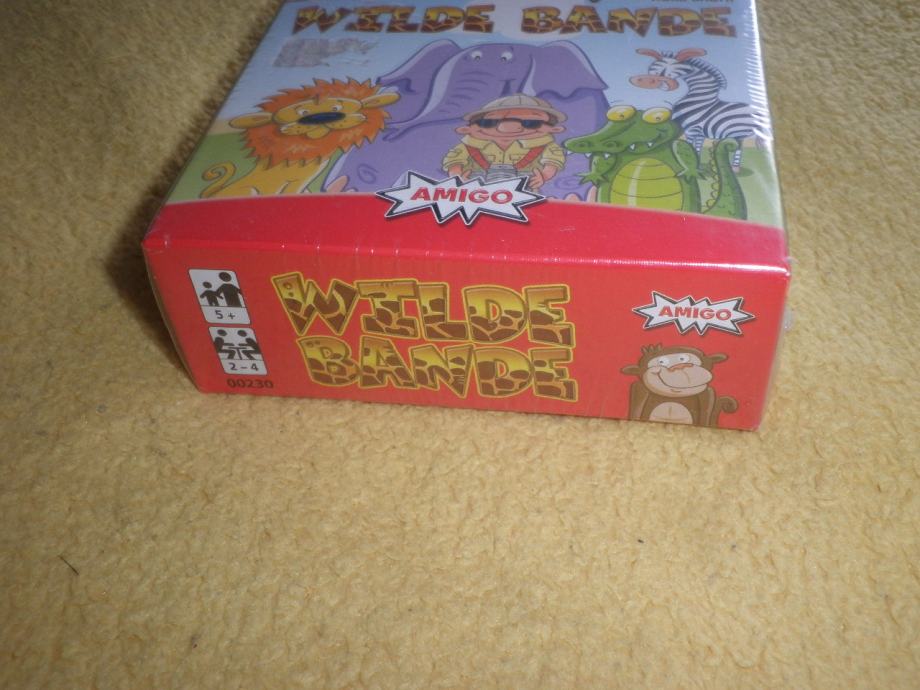 WILDE BANDE
AMIGO
WILDE
BANDE
AMIGO
5+
2-4
00230